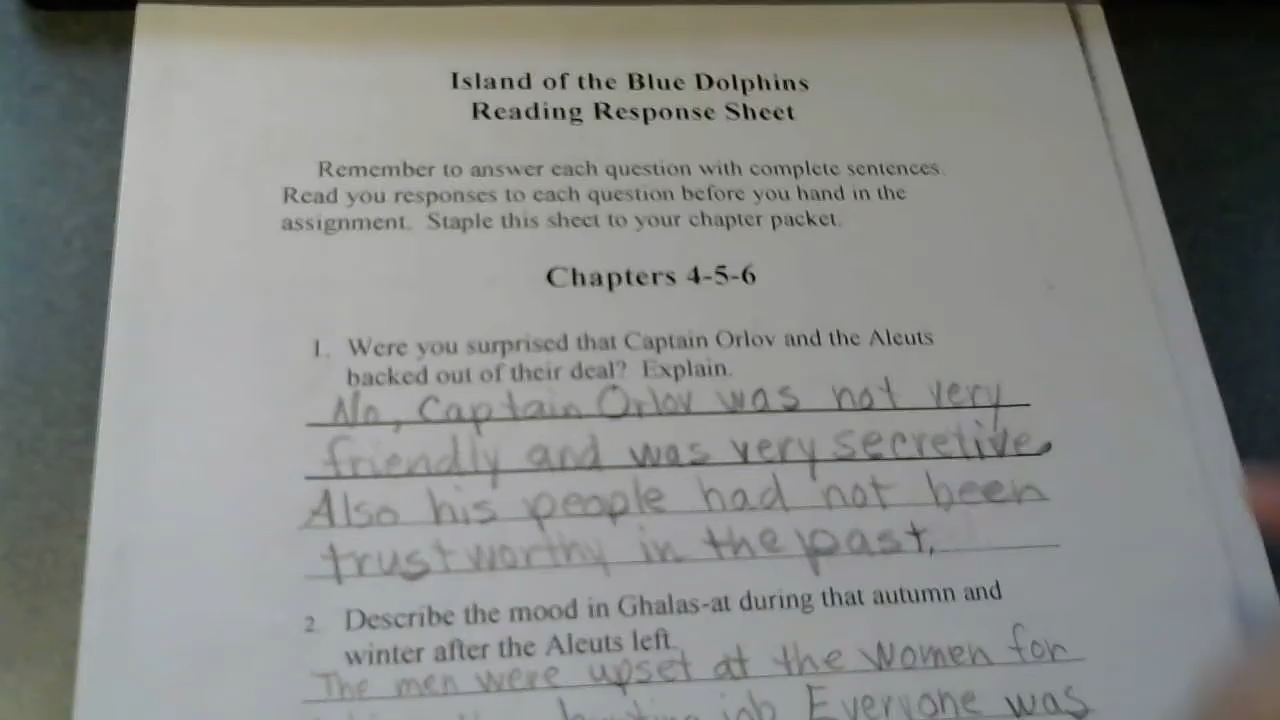 Island of the Blue Dolphins
Reading Response Sheet
Remember to answer each question with complete sentences.
Read you responses to each question before you hand in the
assignment. Staple this sheet to your chapter packet.
Chapters 4-5-6
1. Were you surprised that Captain Orlov and the Aleuts
backed out of their deal? Explain.
No, Captain Orlov was not very
friendly and was very secretive.
Also his people had not been
trustworthy in the past.
2. Describe the mood in Ghalas-at during that autumn and
winter after the Aleuts left.
The men were upset at the women for
hunting job Everyone was